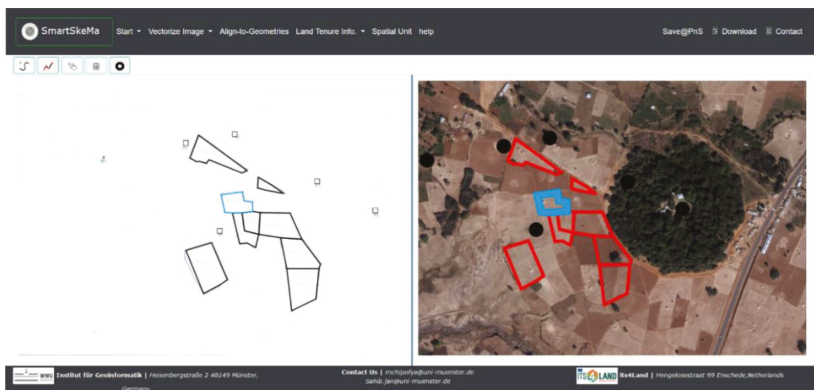 SmartSkeMa
Start Vectorize Image Align-to-Geometries Land Tenure Info. Spatial Unit help
Save@PnS Download Contact
WWU Institut für Geoinformatik | Heisenbergstraße 2 48149 Münster,
Germany
Contact Us | mchipofya@uni-muenster.de
Sahib.jan@uni-muenster.de
ITS4LAND its4Land | Hengelosestraat 99 Enschede,Netherlands